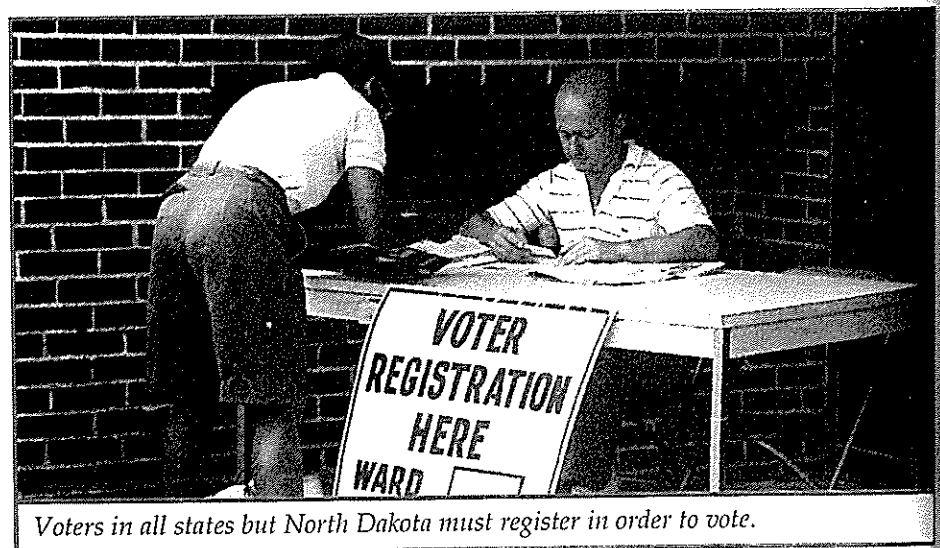 VOTER
REGISTRATION
HERE
WARD
Voters in all states but North Dakota must register in order to vote.